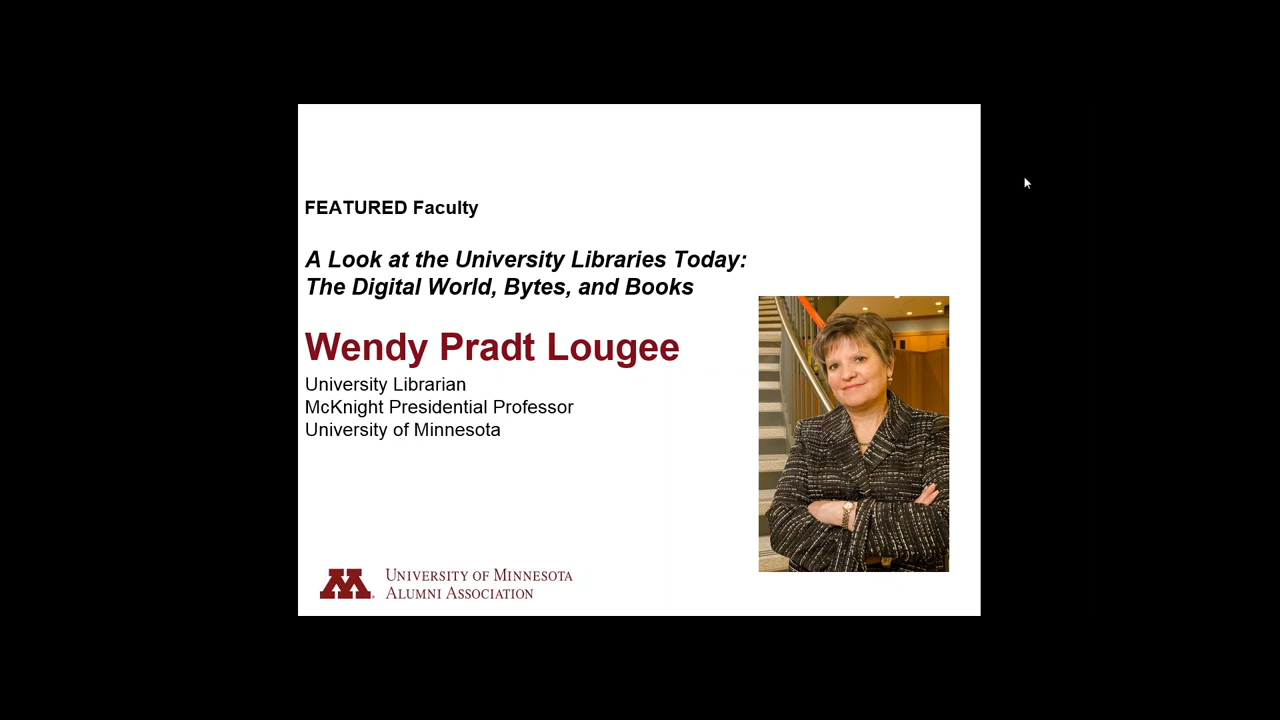 FEATURED Faculty
A Look at the University Libraries Today:
The Digital World, Bytes, and Books
Wendy Pradt Lougee
University Librarian
McKnight Presidential Professor
University of Minnesota
UNIVERSITY OF MINNESOTA
ALUMNI ASSOCIATION